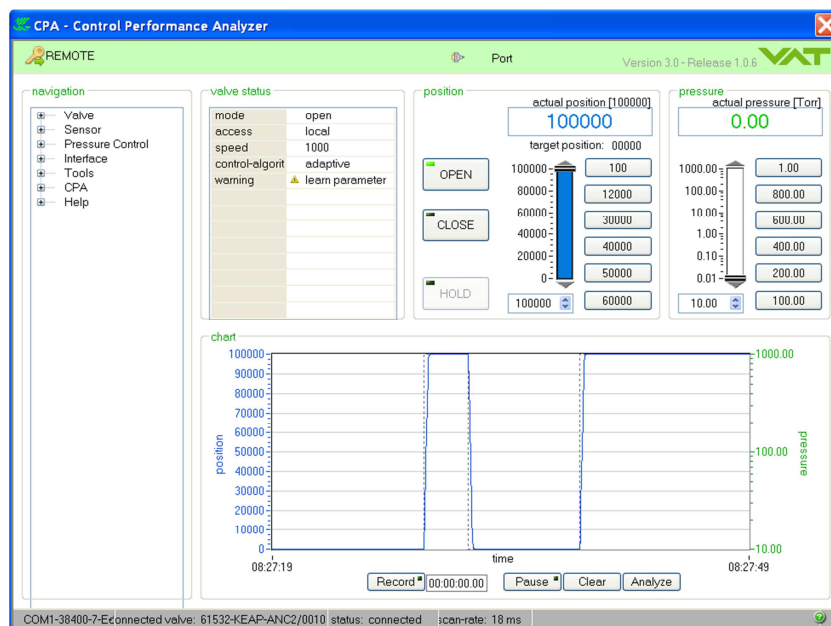 CPA - Control Performance Analyzer
REMOTE
Port
Version 3.0 - Release 1.0.6
VAT
navigation
Valve
Sensor
Pressure Control
Interface
Tools
CPA
Help
valve status
mode open
access local
speed 1000
control-algorit adaptive
warning learn parameter
position
actual position [100000]
100000
target position: 00000
OPEN
CLOSE
HOLD
100000
80000
60000
40000
20000
0
100000
100
12000
30000
40000
50000
60000
pressure
actual pressure [Torr]
0.00
1000.00
100.00
10.00
1.00
0.10
0.01
10.00
1.00
800.00
600.00
400.00
200.00
100.00
chart
100000
90000
80000
70000
60000
50000
40000
30000
20000
10000
0
position
1000.00
100.00
10.00
pressure
08:27:19
time
08:27:49
Record
00:00:00.00
Pause
Clear
Analyze
COM1-38400-7-E connected valve: 61532-KEAP-ANC2/0010 status: connected scan-rate: 18 ms